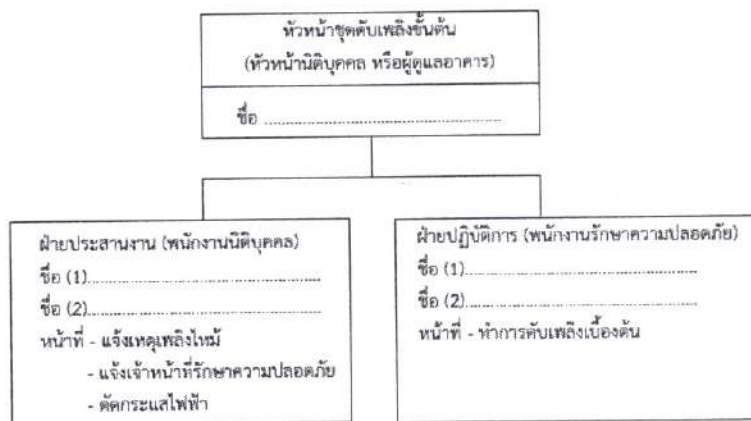 หัวหน้าชุดดับเพลิงขั้นต้น
(หัวหน้านิติบุคคล หรือผู้ดูแลอาคาร)
ชื่อ ......................................................
ฝ่ายประสานงาน (พนักงานนิติบุคคล)
ชื่อ (1)......................................................
ชื่อ (2)......................................................
หน้าที่ - แจ้งเหตุเพลิงไหม้
- แจ้งเจ้าหน้าที่รักษาความปลอดภัย
- ตัดกระแสไฟฟ้า
ฝ่ายปฏิบัติการ (พนักงานรักษาความปลอดภัย)
ชื่อ (1)......................................................
ชื่อ (2)......................................................
หน้าที่ - ทำการดับเพลิงเบื้องต้น